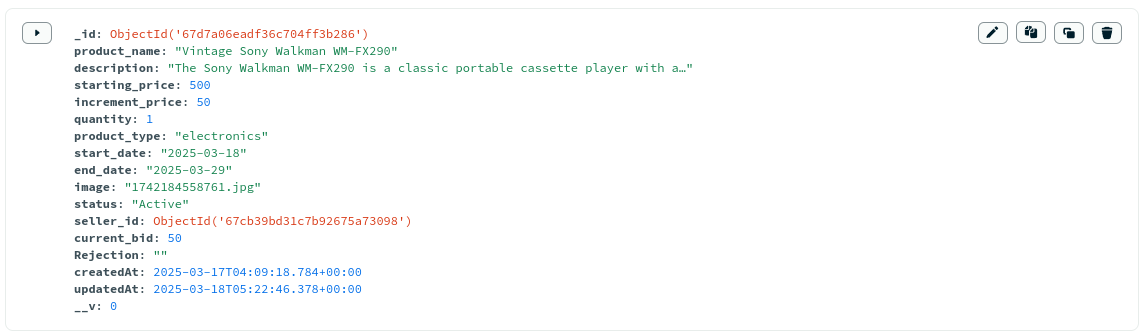 _id: ObjectId('67d7a06eadf36c704ff3b286')
product_name: "Vintage Sony Walkman WM-FX290"
description: "The Sony Walkman WM-FX290 is a classic portable cassette player with a…"
starting_price: 500
increment_price: 50
quantity: 1
product_type: "electronics"
start_date: "2025-03-18"
end_date: "2025-03-29"
image: "1742184558761.jpg"
status: "Active"
seller_id: ObjectId('67cb39bd31c7b92675a73098')
current_bid: 50
Rejection: ""
createdAt: 2025-03-17T04:09:18.784+00:00
updatedAt: 2025-03-18T05:22:46.378+00:00
__v: 0